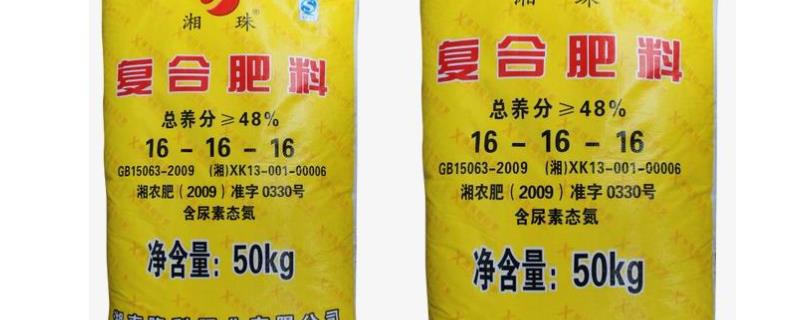 湘 珠®
复合肥料
总养分≥48%
16 - 16 - 16
GB15063-2009 (湘)XK13-001-00006
湘农肥(2009)准字0330号
含尿素态氮
净含量: 50kg
湘 珠
复合肥料
总养分≥48%
16 - 16 - 16
GB15063-2009 (湘)XK13-001-00006
湘农肥(2009)准字0330号
含尿素态氮
净含量: 50kg